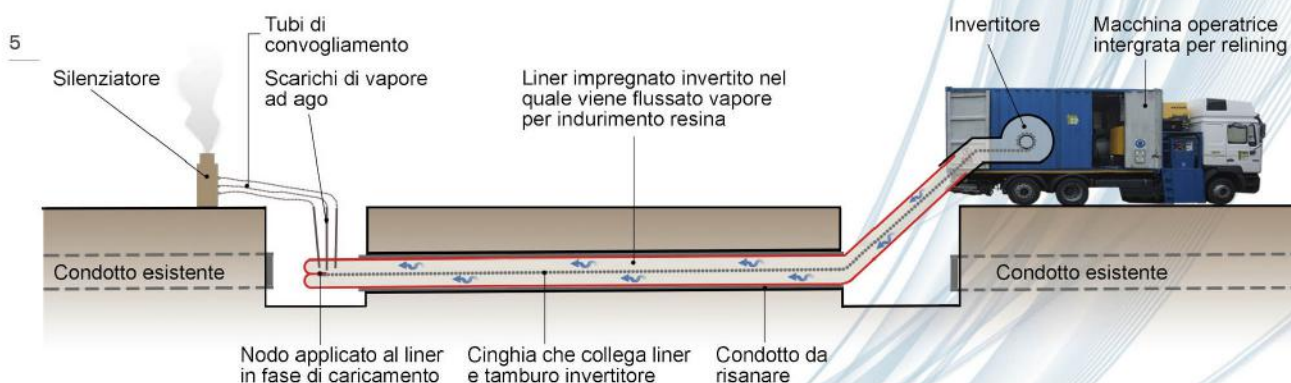 5
Tubi di
convogliamento
Silenziatore
Scarichi di vapore
ad ago
Liner impregnato invertito nel
quale viene flussato vapore
per indurimento resina
Invertitore
Macchina operatrice
intergrata per relining
Condotto esistente
Condotto esistente
Nodo applicato al liner
in fase di caricamento
Cinghia che collega liner
e tamburo invertitore
Condotto da
risanare